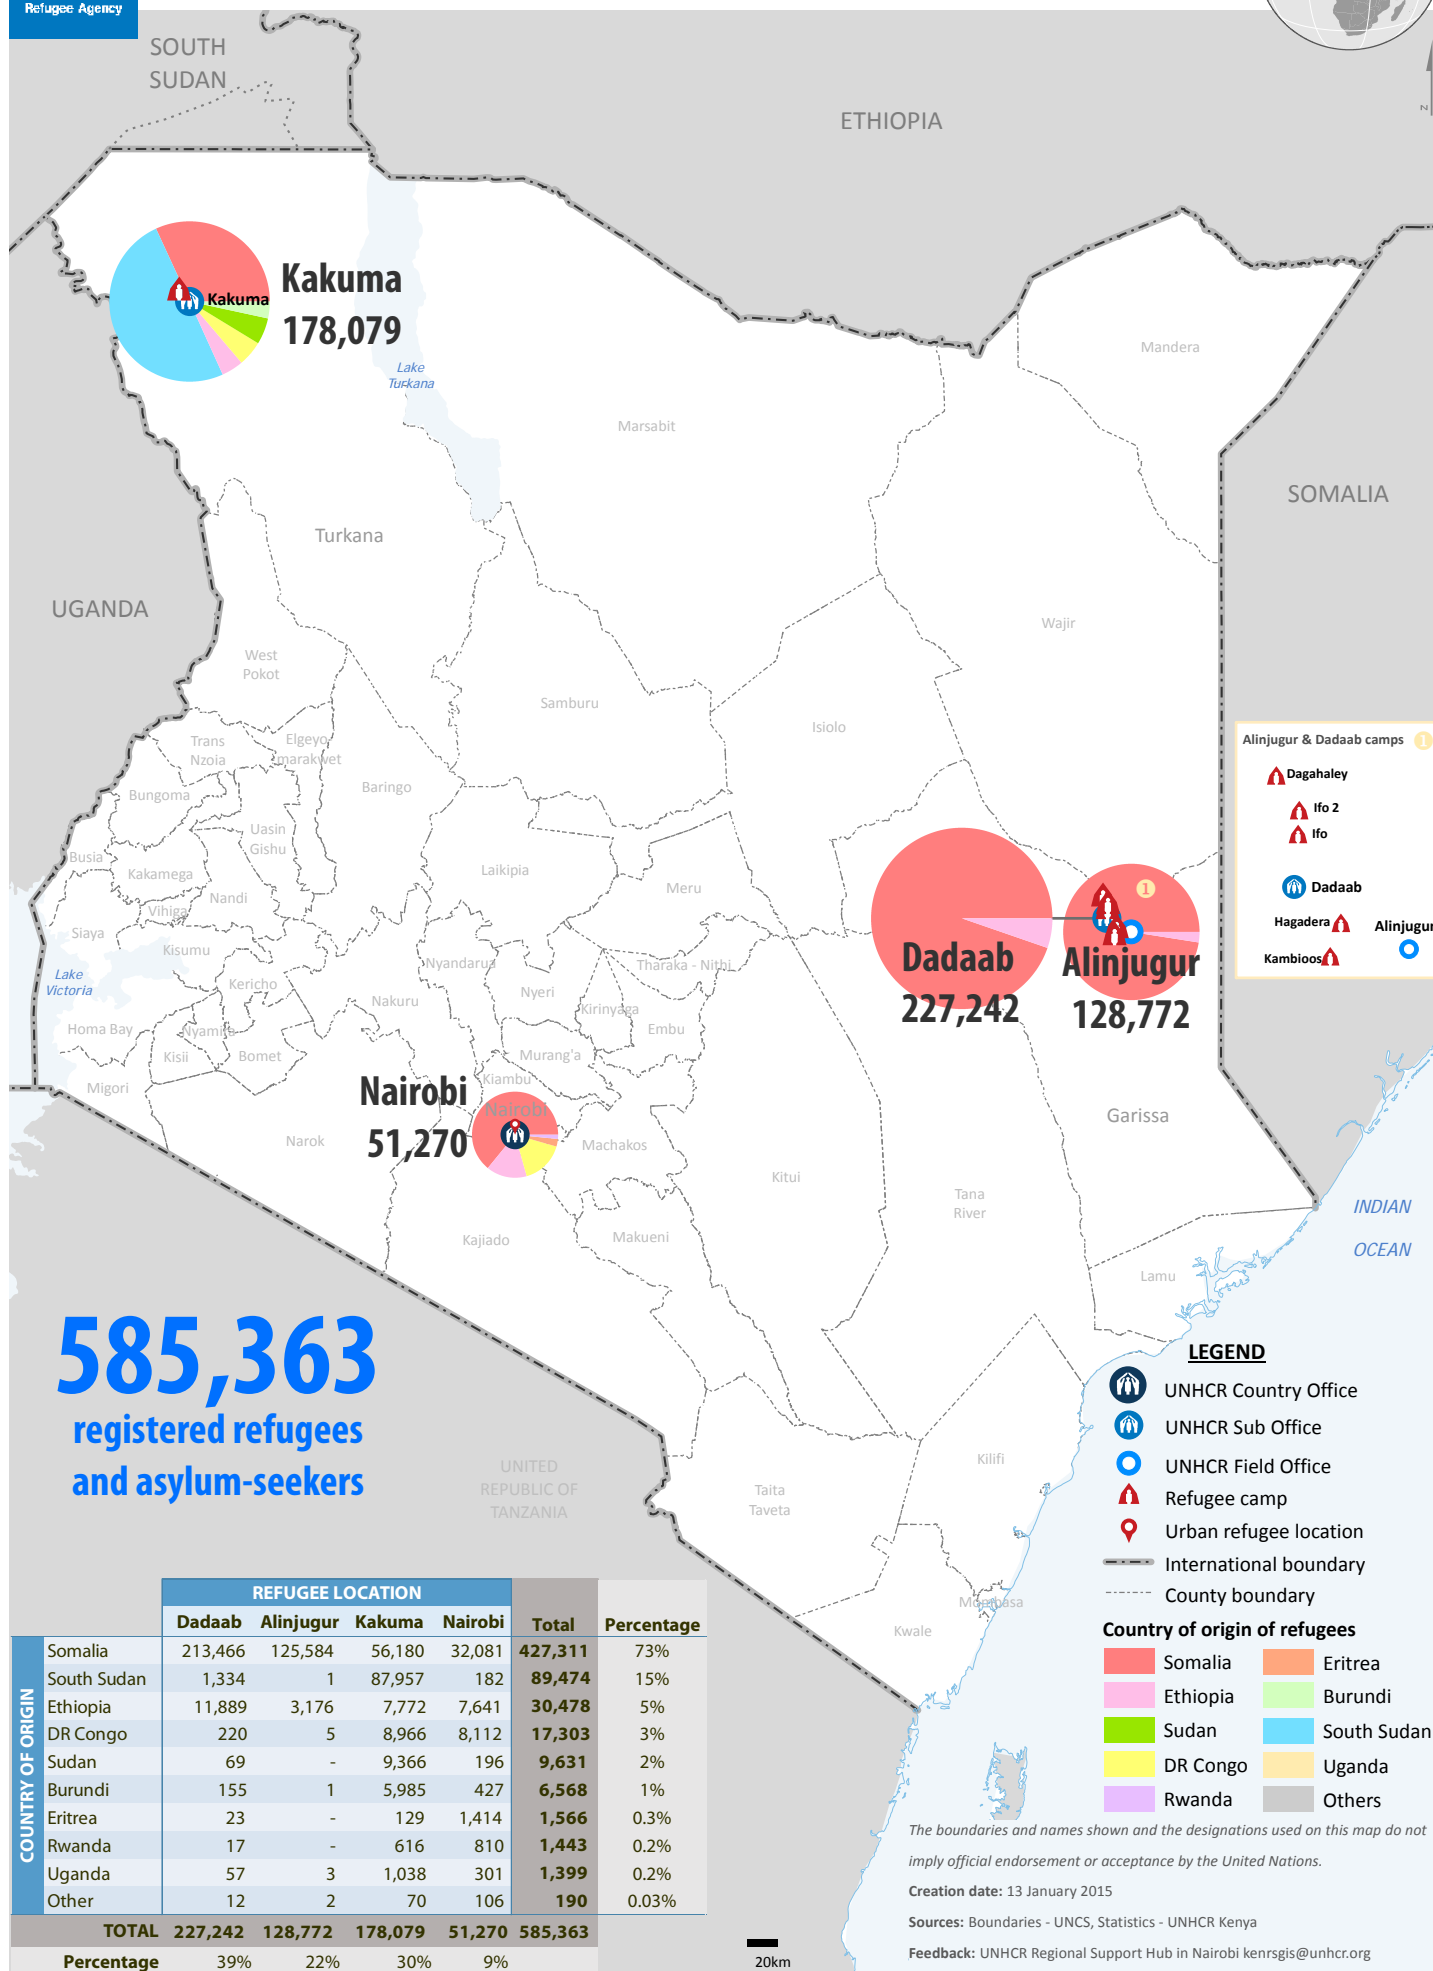 Refugee Agency
SOUTH
SUDAN
ETHIOPIA
N
Kakuma
Kakuma
178,079
Lake
Turkana
Mandera
Marsabit
SOMALIA
Turkana
UGANDA
Wajir
West
Pokot
Samburu
Isiolo
Trans
Nzoia
Elgeyo-
marakwet
Baringo
Bungoma
Uasin
Gishu
Busia
Kakamega
Laikipia
Meru
Nandi
Vihiga
Siaya
Kisumu
Lake
Victoria
Kericho
Nyandarua
Nakuru
Nyeri
Tharaka - Nithi
Kirinyaga
Embu
Homa Bay
Nyamira
Kisii
Bomet
Murang'a
Migori
Kiambu
Nairobi
Nairobi
51,270
Narok
Machakos
Kitui
Kajiado
Makueni
Tana
River
Garissa
Lamu
1
Dadaab
227,242
Alinjugur
128,772
Alinjugur & Dadaab camps 1
Dagahaley
Ifo 2
Ifo
Dadaab
Hagadera
Alinjugur
Kambioos
INDIAN
OCEAN
585,363
registered refugees
and asylum-seekers
UNITED
REPUBLIC OF
TANZANIA
Taita
Taveta
Kilifi
Mombasa
Kwale
LEGEND
UNHCR Country Office
UNHCR Sub Office
UNHCR Field Office
Refugee camp
Urban refugee location
International boundary
County boundary
Country of origin of refugees
Somalia Eritrea
Ethiopia Burundi
Sudan South Sudan
DR Congo Uganda
Rwanda Others
REFUGEE LOCATION
Dadaab Alinjugur Kakuma Nairobi Total Percentage
COUNTRY OF ORIGIN
Somalia 213,466 125,584 56,180 32,081 427,311 73%
South Sudan 1,334 1 87,957 182 89,474 15%
Ethiopia 11,889 3,176 7,772 7,641 30,478 5%
DR Congo 220 5 8,966 8,112 17,303 3%
Sudan 69 - 9,366 196 9,631 2%
Burundi 155 1 5,985 427 6,568 1%
Eritrea 23 - 129 1,414 1,566 0.3%
Rwanda 17 - 616 810 1,443 0.2%
Uganda 57 3 1,038 301 1,399 0.2%
Other 12 2 70 106 190 0.03%
TOTAL 227,242 128,772 178,079 51,270 585,363
Percentage 39% 22% 30% 9%
20km
The boundaries and names shown and the designations used on this map do not
imply official endorsement or acceptance by the United Nations.
Creation date: 13 January 2015
Sources: Boundaries - UNCS, Statistics - UNHCR Kenya
Feedback: UNHCR Regional Support Hub in Nairobi kenrsgis@unhcr.org